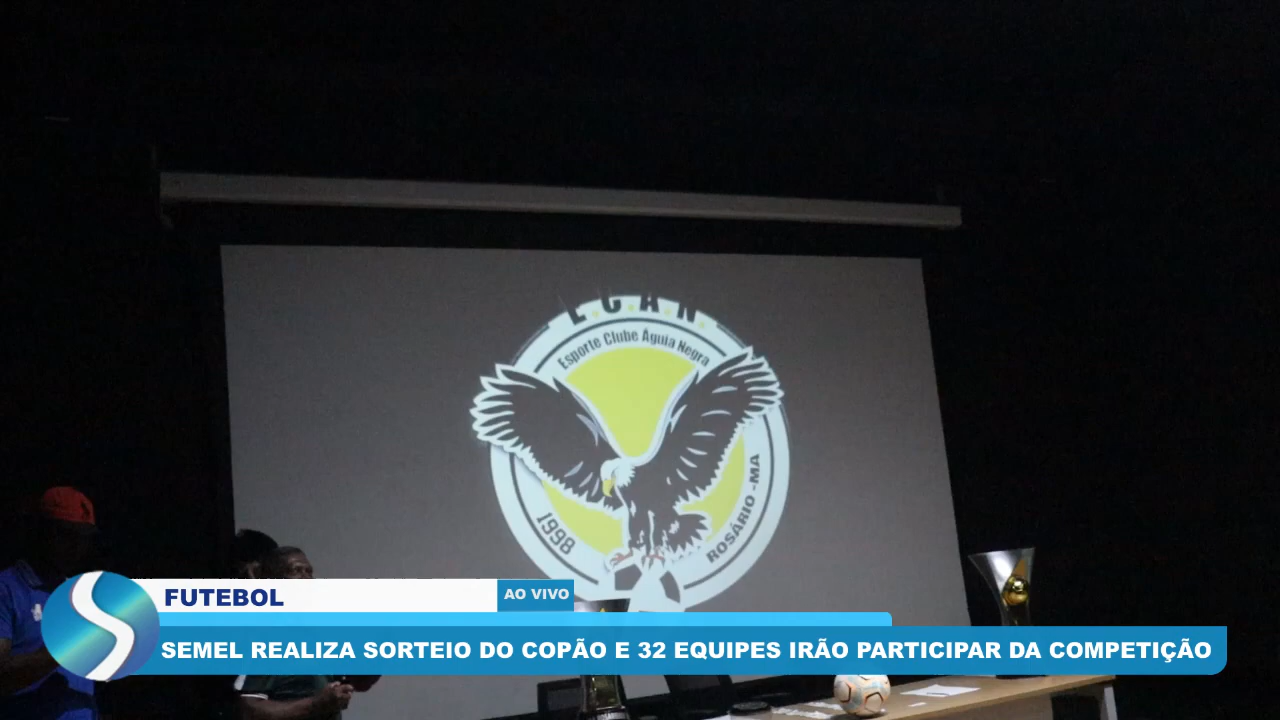 E.C.A.N.
Esporte Clube Águia Negra
1998
ROSÁRIO -MA
FUTEBOL
AO VIVO
SEMEL REALIZA SORTEIO DO COPÃO E 32 EQUIPES IRÃO PARTICIPAR DA COMPETIÇÃO